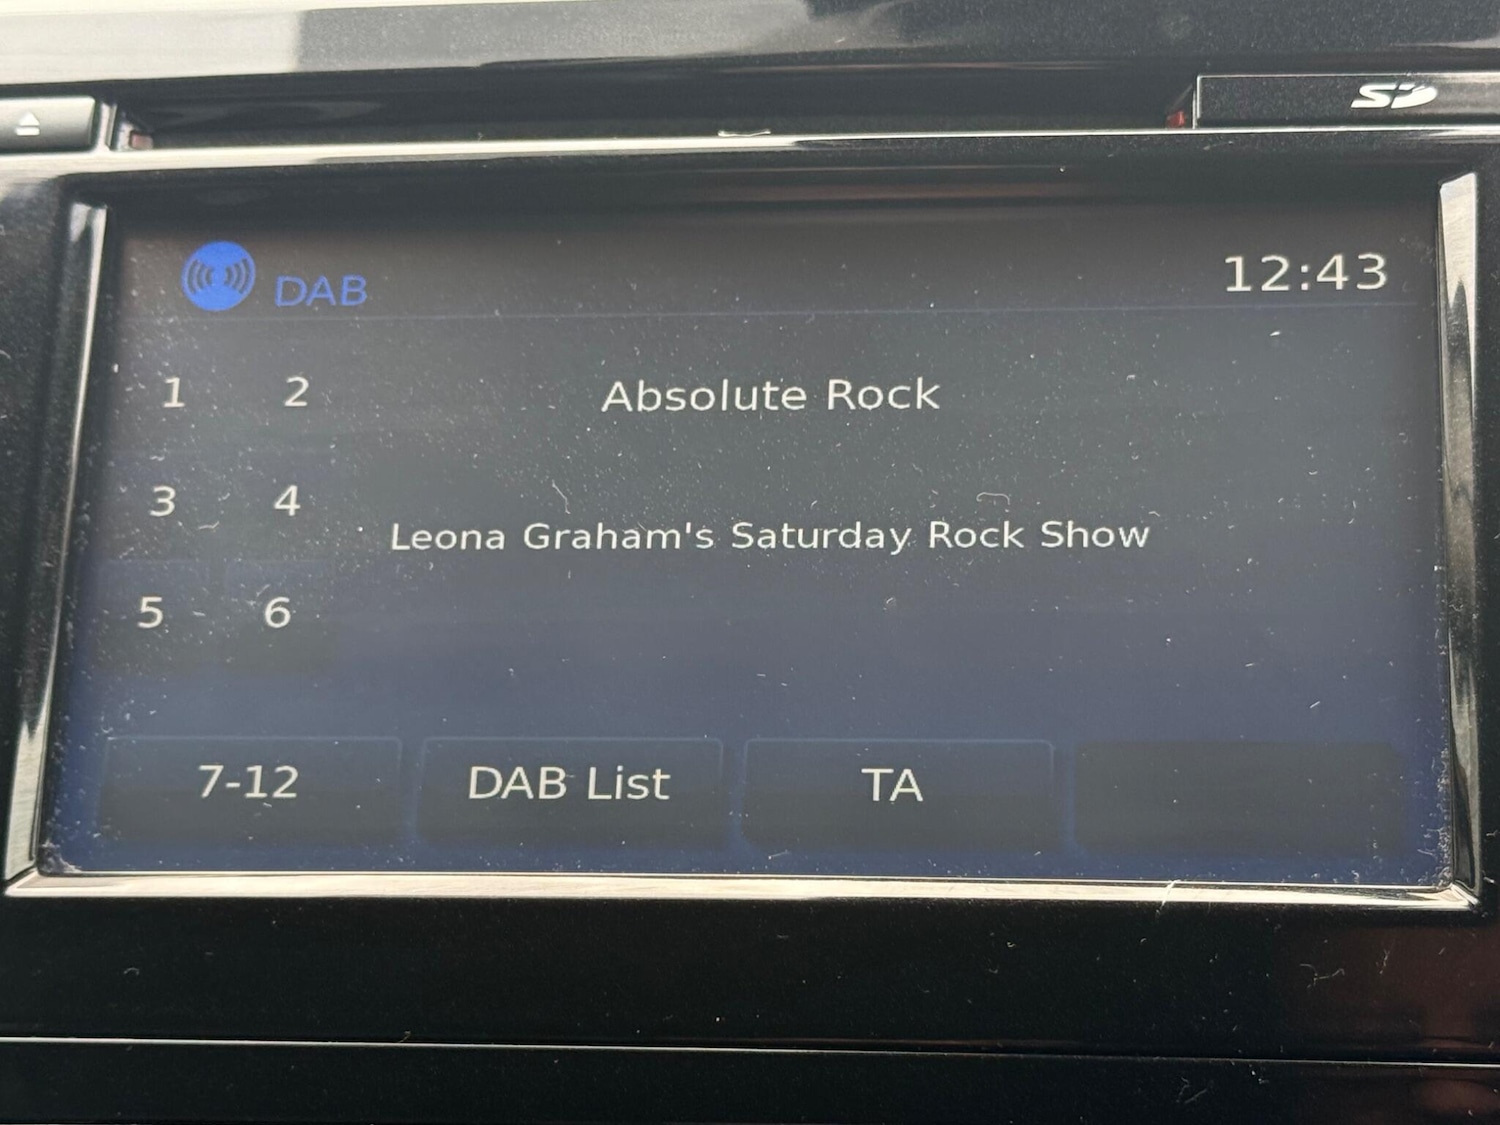 SD
DAB 12:43
1 2 Absolute Rock
3 4
Leona Graham's Saturday Rock Show
5 6
7-12 DAB List TA